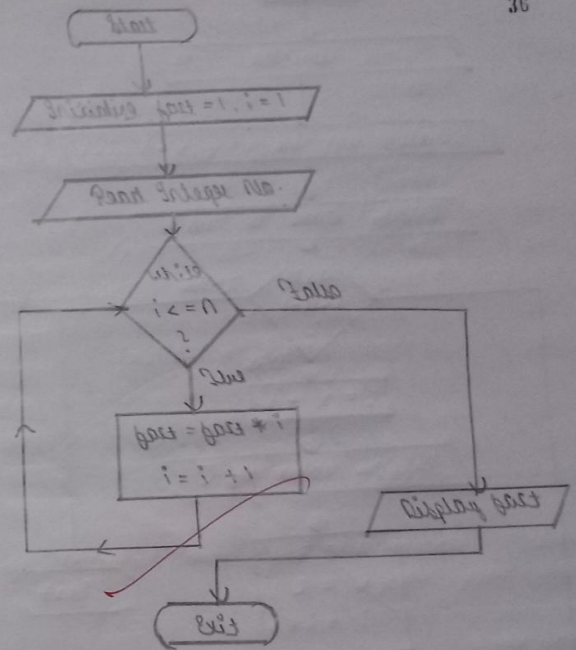 Start
Initialize fact = 1, i = 1
Read Integer No.
while
i <= n
?
False
True
fact = fact * i
i = i + 1
Display fact
Exit